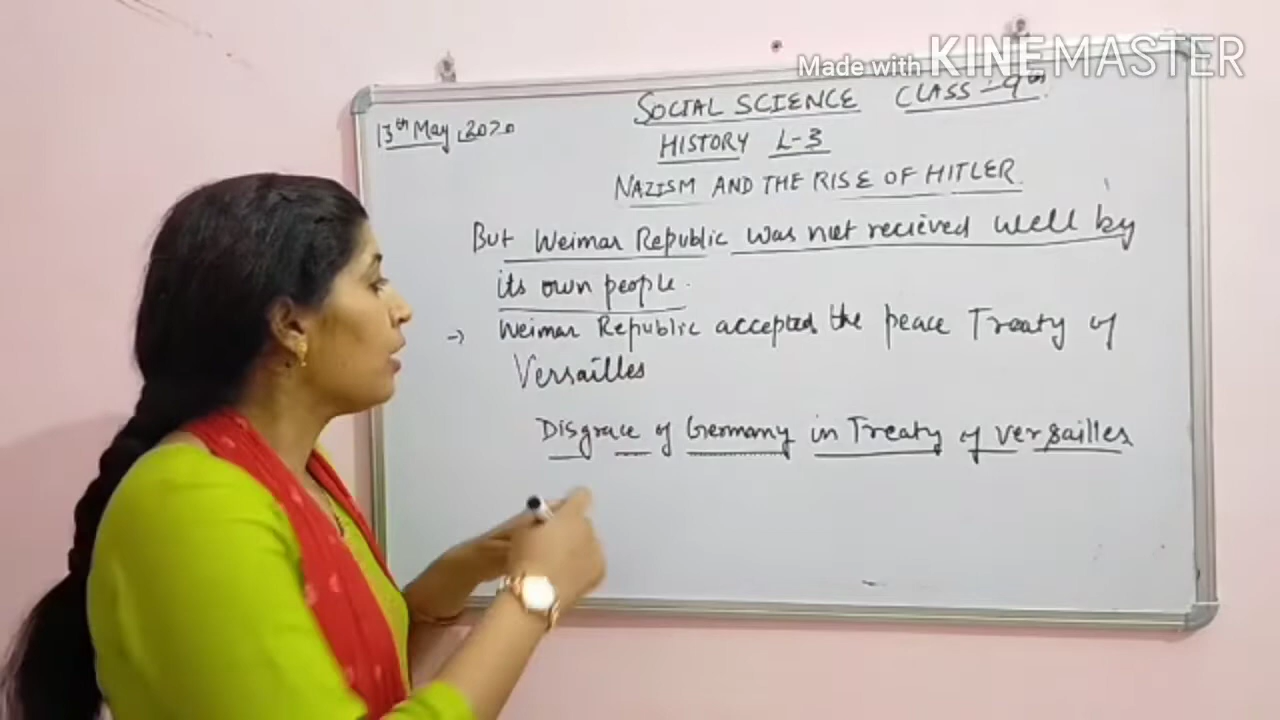 Made with KINEMASTER
SOCIAL SCIENCE CLASS - 9th
13th May, 2020
HISTORY L-3
NAZISM AND THE RISE OF HITLER
But Weimar Republic was not recieved well by
its own people.
→ Weimar Republic accepted the peace Treaty of
Versailles
Disgrace of Germany in Treaty of Versailles